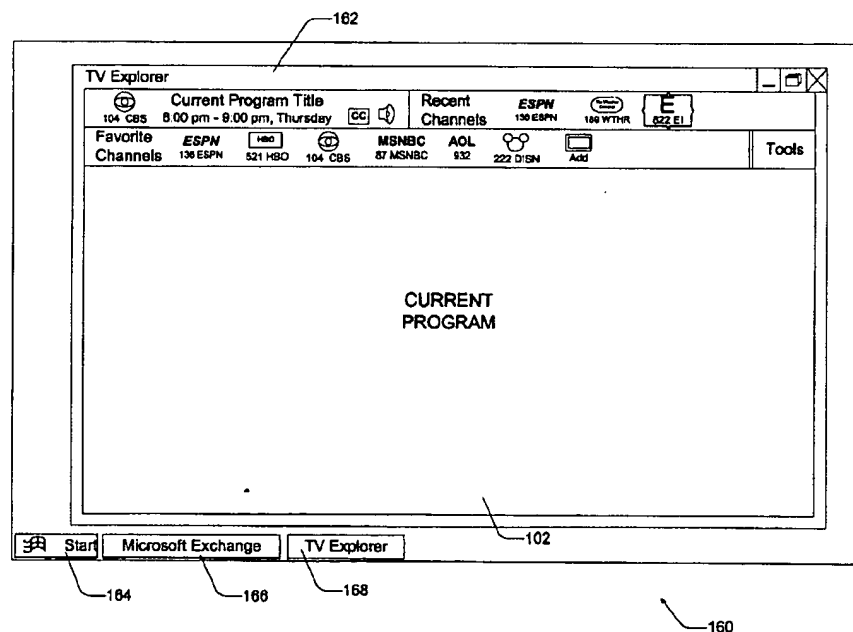 162
TV Explorer
Current Program Title
8:00 pm - 9:00 pm, Thursday
CC
104 CBS
Recent Channels
ESPN
136 ESPN
189 WTHR
E
822 E!
Favorite Channels
ESPN
136 ESPN
HBO
521 HBO
104 CBS
MSNBC
87 MSNBC
AOL
932
222 DISN
Add
Tools
CURRENT
PROGRAM
102
Start
Microsoft Exchange
TV Explorer
164
166
168
160